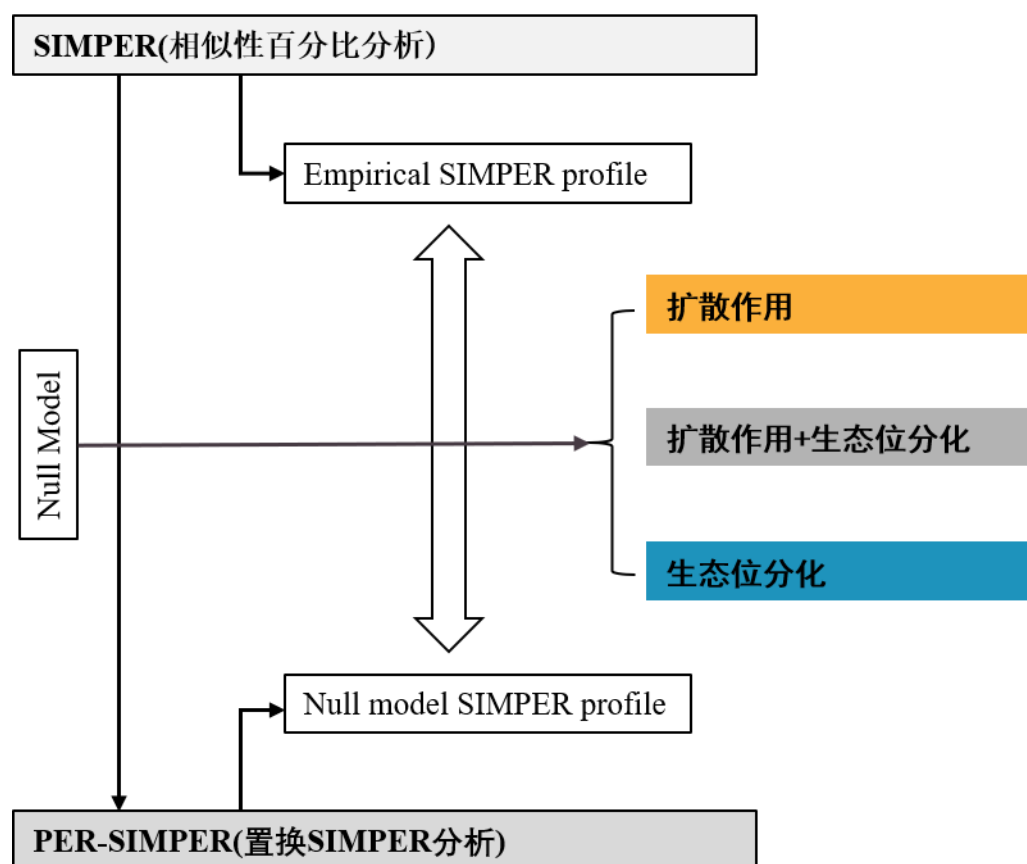 SIMPER(相似性百分比分析）
Empirical SIMPER profile
扩散作用
Null Model
扩散作用+生态位分化
生态位分化
Null model SIMPER profile
PER-SIMPER(置换SIMPER分析)